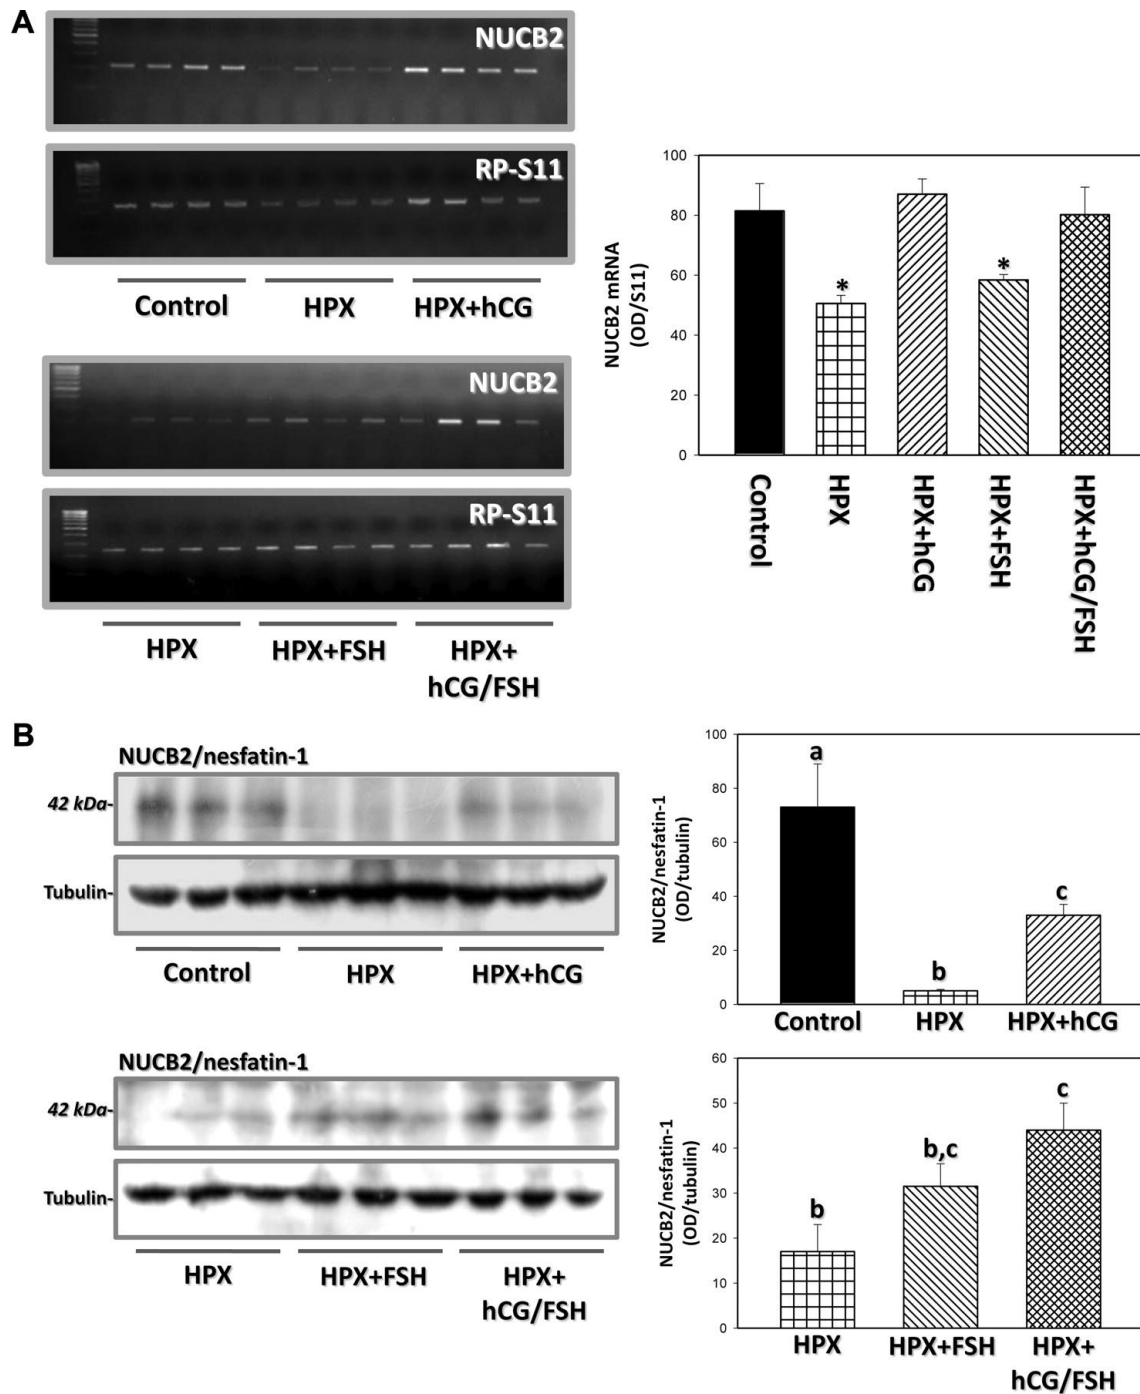 A
NUCB2
RP-S11
Control HPX HPX+hCG
NUCB2
RP-S11
HPX HPX+FSH HPX+
hCG/FSH
NUCB2 mRNA
(OD/S11)
100
80
60
40
20
0
*
*
Control
HPX
HPX+hCG
HPX+FSH
HPX+hCG/FSH
B
NUCB2/nesfatin-1
42 kDa-
Tubulin-
Control HPX HPX+hCG
NUCB2/nesfatin-1
(OD/tubulin)
100
80
60
40
20
0
a
b
c
Control HPX HPX+hCG
NUCB2/nesfatin-1
42 kDa-
Tubulin-
HPX HPX+FSH HPX+
hCG/FSH
NUCB2/nesfatin-1
(OD/tubulin)
60
50
40
30
20
10
0
b
b,c
c
HPX HPX+FSH HPX+
hCG/FSH